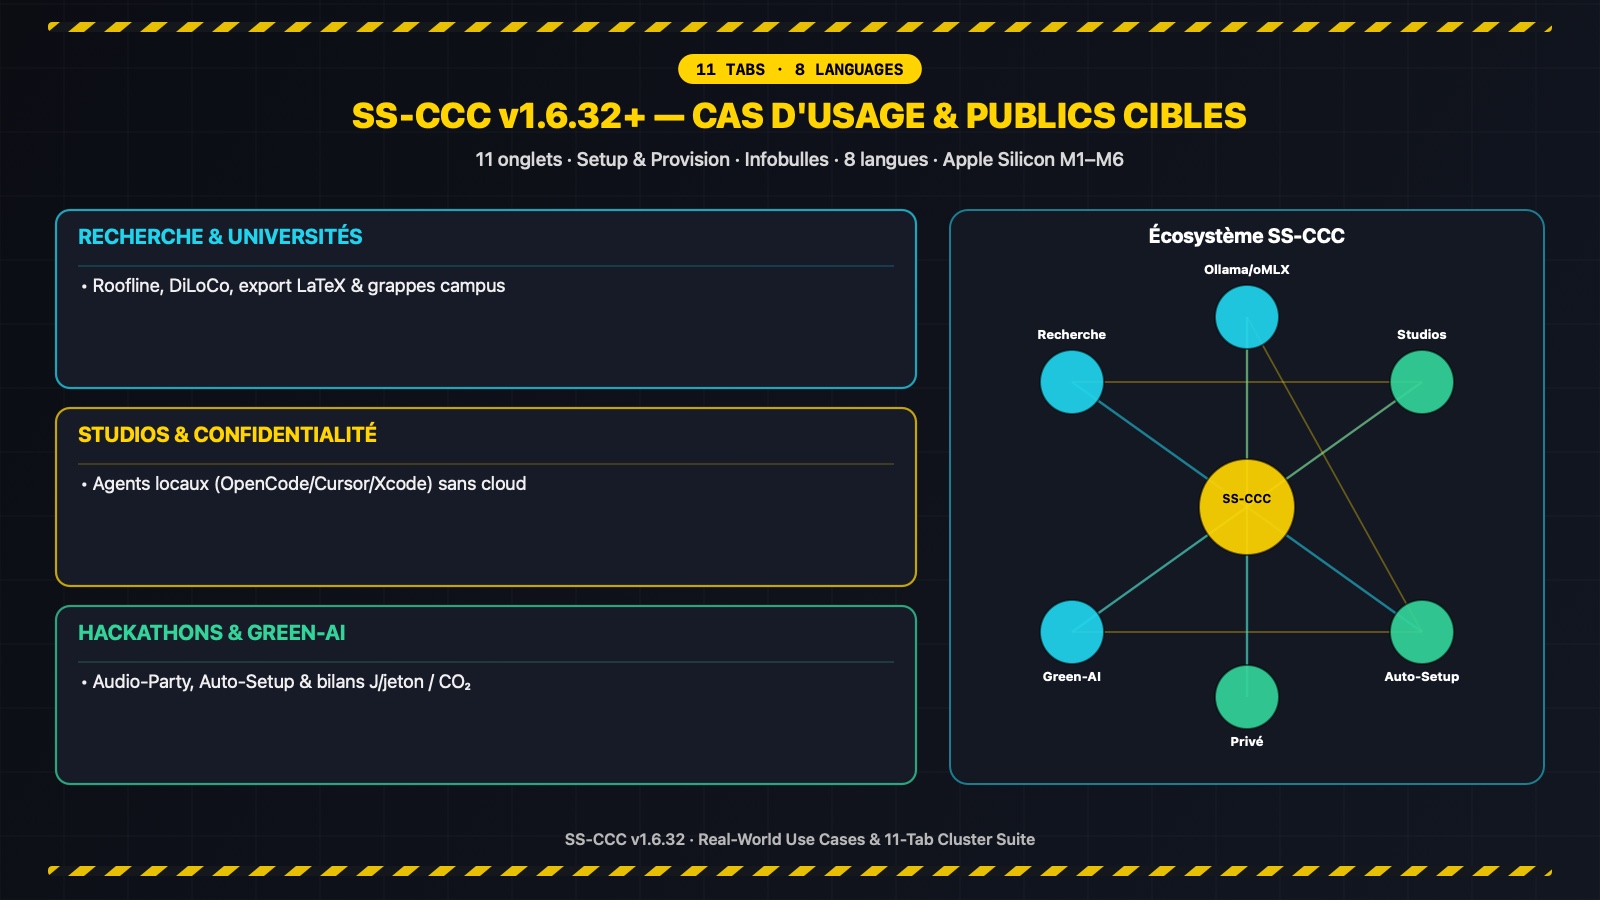 11 TABS · 8 LANGUAGES
SS-CCC v1.6.32+ — CAS D'USAGE & PUBLICS CIBLES
11 onglets · Setup & Provision · Infobulles · 8 langues · Apple Silicon M1–M6
RECHERCHE & UNIVERSITÉS
• Roofline, DiLoCo, export LaTeX & grappes campus
STUDIOS & CONFIDENTIALITÉ
• Agents locaux (OpenCode/Cursor/Xcode) sans cloud
HACKATHONS & GREEN-AI
• Audio-Party, Auto-Setup & bilans J/jeton / CO₂
Écosystème SS-CCC
Ollama/oMLX
Recherche
Studios
SS-CCC
Green-AI
Auto-Setup
Privé
SS-CCC v1.6.32 · Real-World Use Cases & 11-Tab Cluster Suite